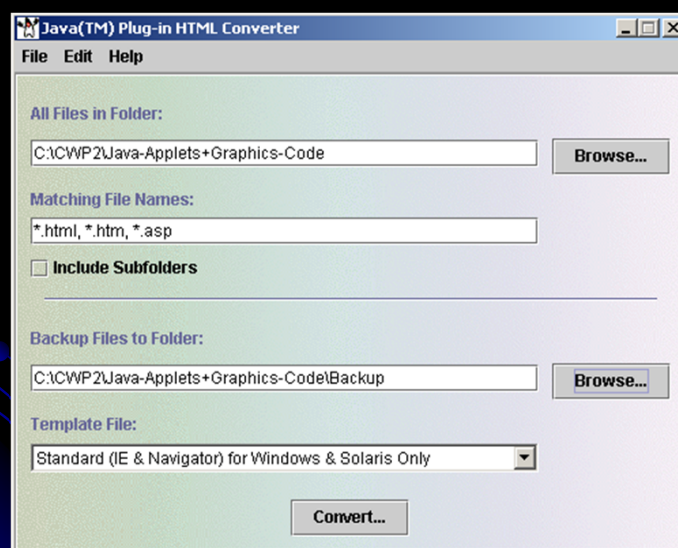 Java(TM) Plug-in HTML Converter
File Edit Help
All Files in Folder:
C:\CWP2\Java-Applets+Graphics-Code Browse...
Matching File Names:
*.html, *.htm, *.asp
Include Subfolders
Backup Files to Folder:
C:\CWP2\Java-Applets+Graphics-Code\Backup Browse...
Template File:
Standard (IE & Navigator) for Windows & Solaris Only
Convert...